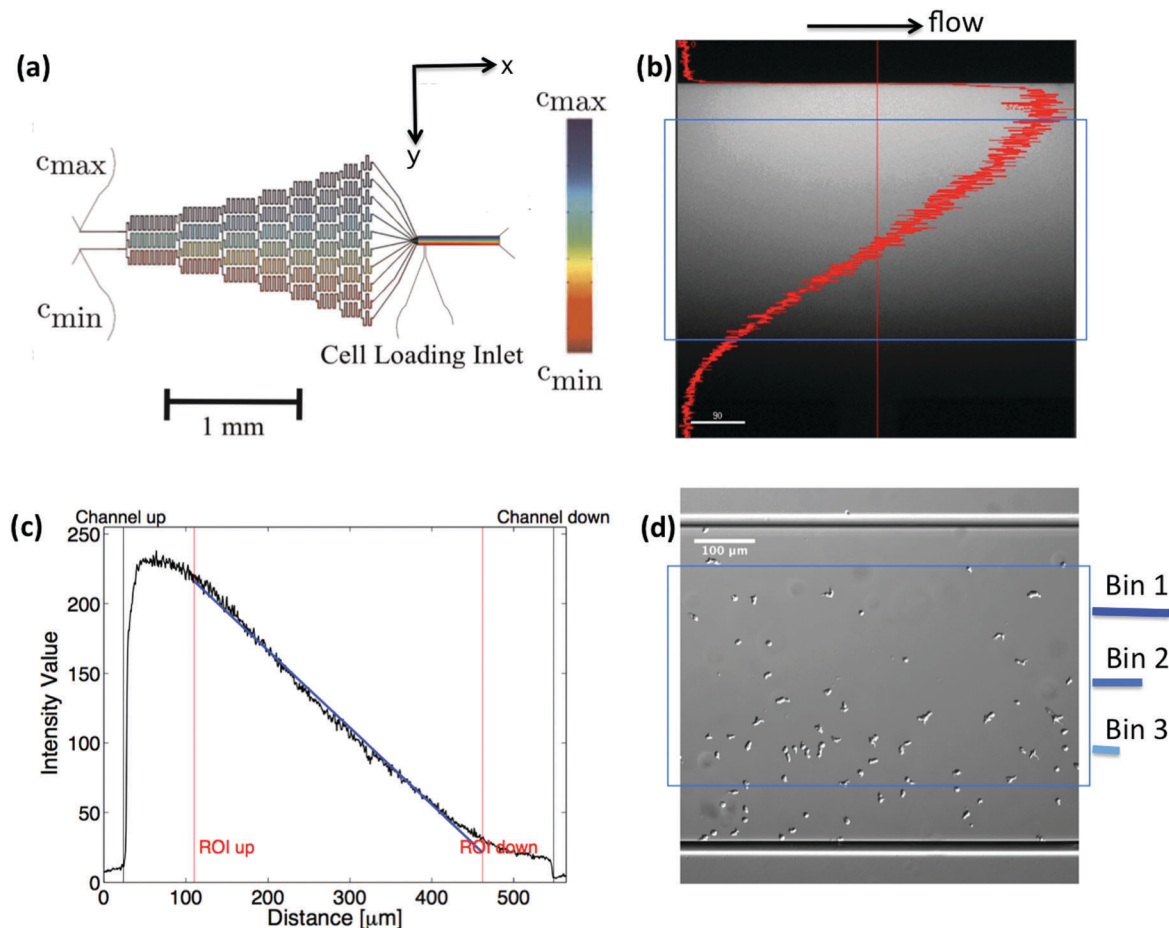 flow
(a)
x
y
cmax
cmin
cmax
cmin
Cell Loading Inlet
1 mm
(b)
0
90
(c)
Channel up
Channel down
250
200
150
100
50
0
Intensity Value
ROI up
ROI down
0
100
200
300
400
500
Distance [μm]
(d)
100 μm
Bin 1
Bin 2
Bin 3